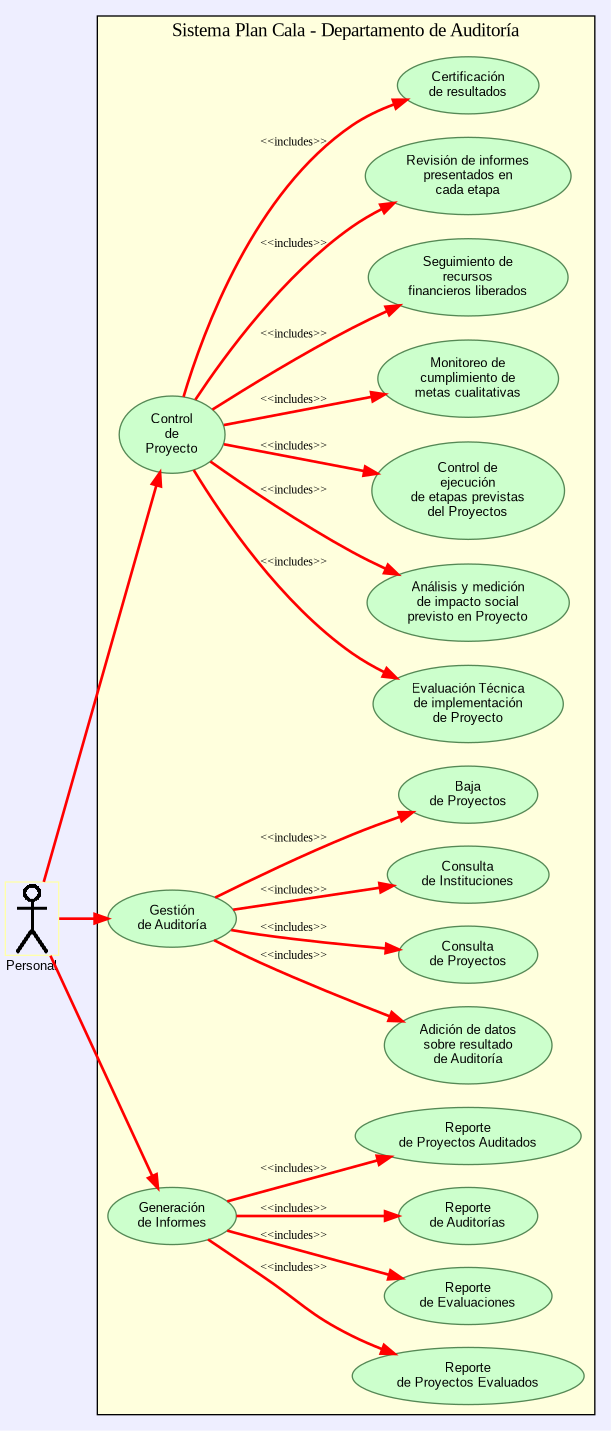 Sistema Plan Cala - Departamento de Auditoría
Certificación
de resultados
<<includes>>
Revisión de informes
presentados en
cada etapa
<<includes>>
Seguimiento de
recursos
financieros liberados
<<includes>>
Monitoreo de
cumplimiento de
metas cualitativas
<<includes>>
Control
de
Proyecto
<<includes>>
Control de
ejecución
de etapas previstas
del Proyectos
<<includes>>
Análisis y medición
de impacto social
previsto en Proyecto
<<includes>>
Evaluación Técnica
de implementación
de Proyecto
Baja
de Proyectos
<<includes>>
Consulta
de Instituciones
<<includes>>
Gestión
de Auditoría
<<includes>>
Consulta
de Proyectos
<<includes>>
Personal
Adición de datos
sobre resultado
de Auditoría
Reporte
de Proyectos Auditados
<<includes>>
Generación
de Informes
<<includes>>
Reporte
de Auditorías
<<includes>>
Reporte
de Evaluaciones
<<includes>>
Reporte
de Proyectos Evaluados